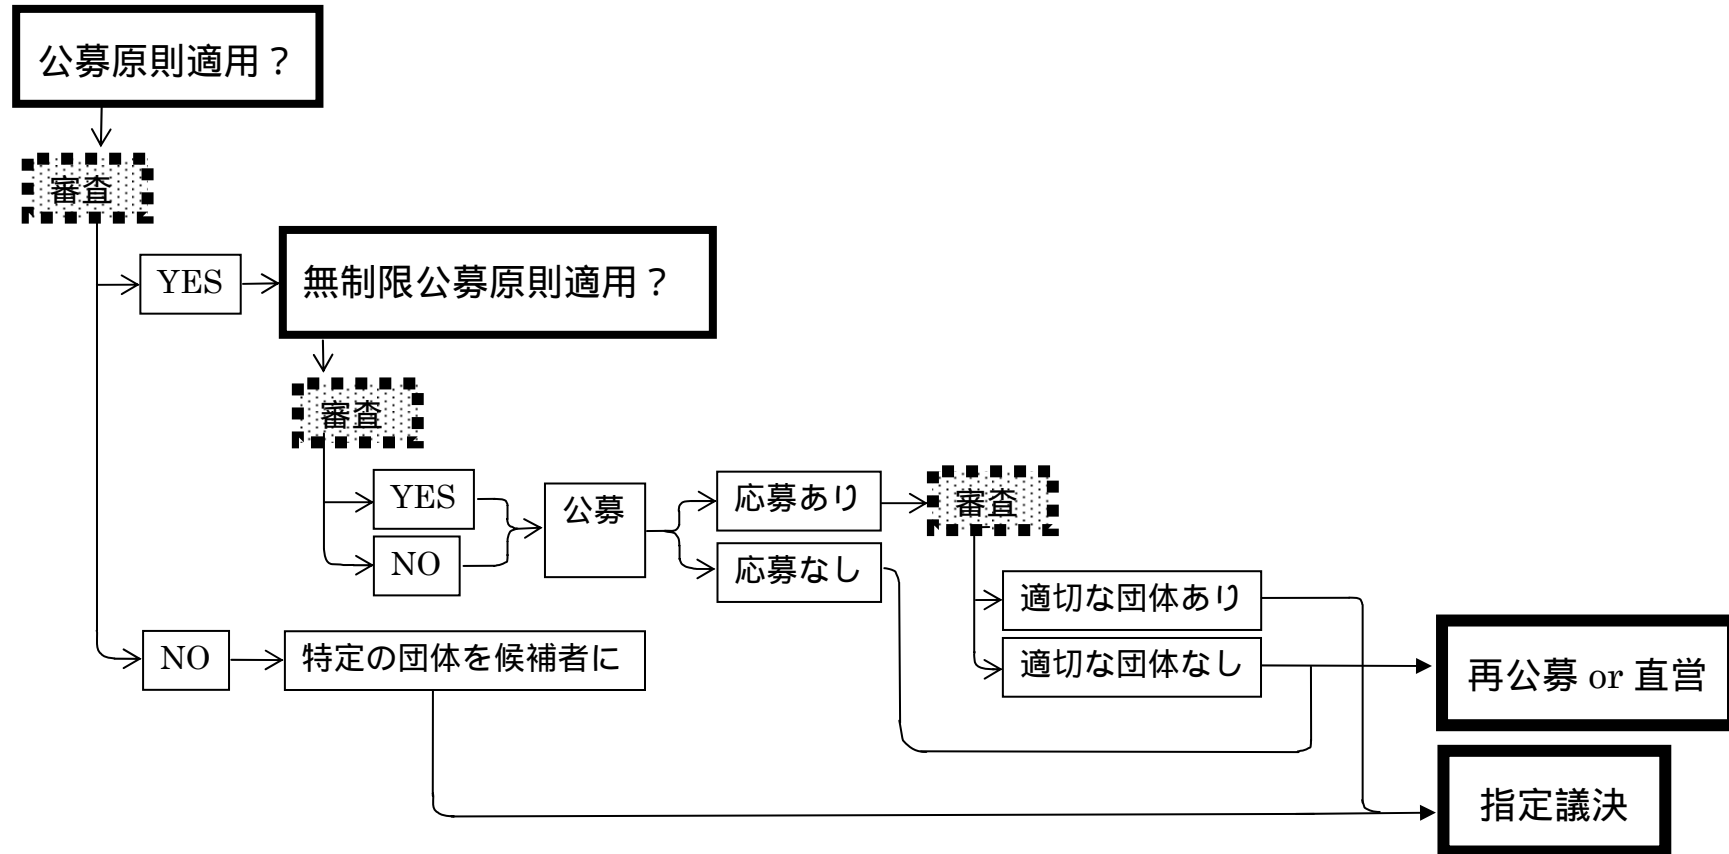 公募原則適用？
審査
YES
無制限公募原則適用？
審査
YES
NO
公募
応募あり
応募なし
審査
適切な団体あり
適切な団体なし
NO
特定の団体を候補者に
再公募 or 直営
指定議決